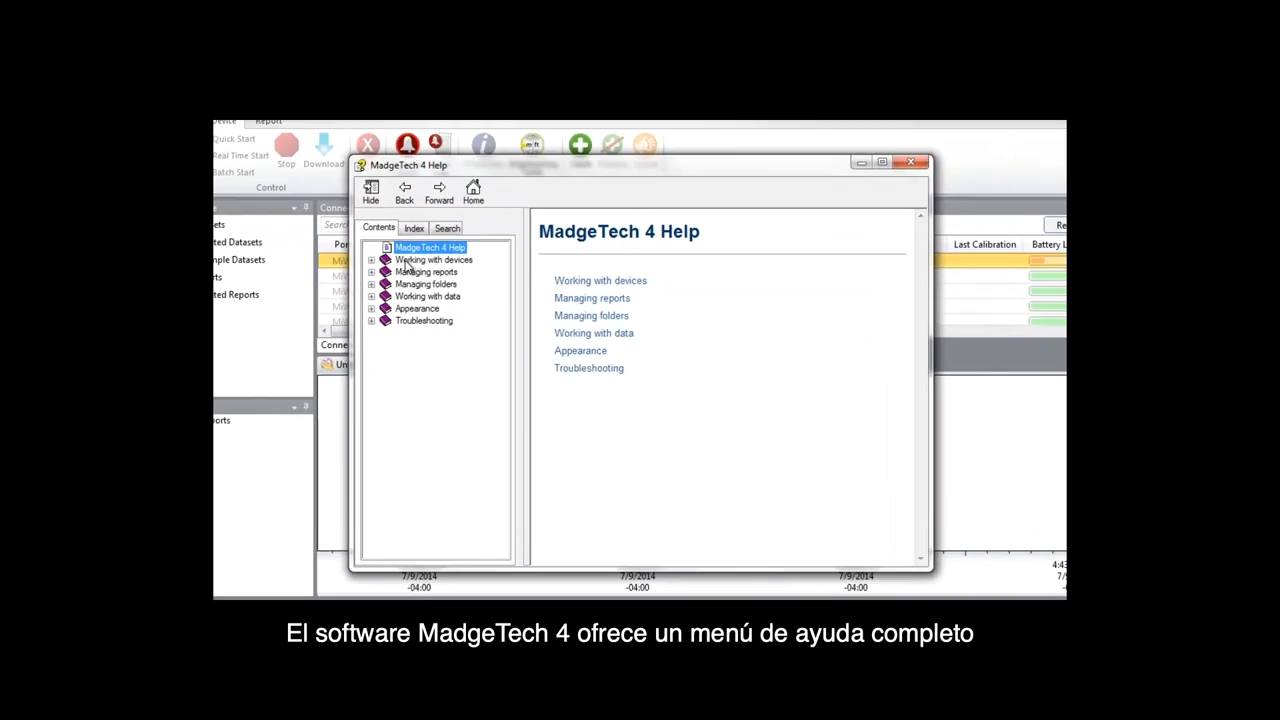 Device Report
Quick Start
Real Time Start
Batch Start
Stop
Download
Control
MadgeTech 4 Help
Hide Back Forward Home
Contents Index Search
MadgeTech 4 Help
Working with devices
Managing reports
Managing folders
Working with data
Appearance
Troubleshooting
MadgeTech 4 Help
Working with devices
Managing reports
Managing folders
Working with data
Appearance
Troubleshooting
Last Calibration Battery L
7/9/2014 7/9/2014 7/9/2014
-04:00 -04:00 -04:00
El software MadgeTech 4 ofrece un menú de ayuda completo